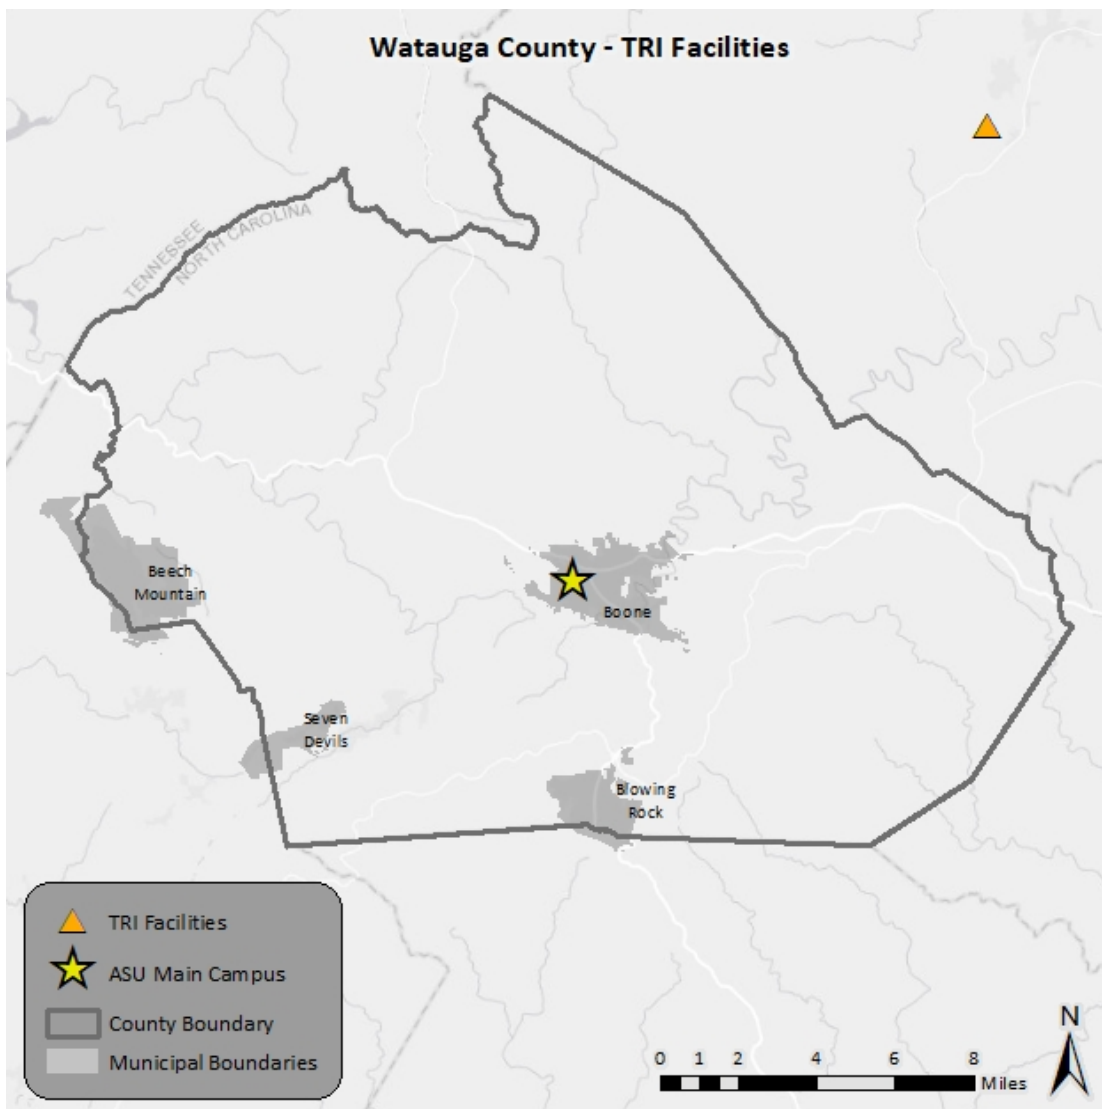 Watauga County - TRI Facilities
TENNESSEE
NORTH CAROLINA
Beech
Mountain
Boone
Seven
Devils
Blowing
Rock
TRI Facilities
ASU Main Campus
County Boundary
Municipal Boundaries
N
0 1 2 4 6 8
Miles